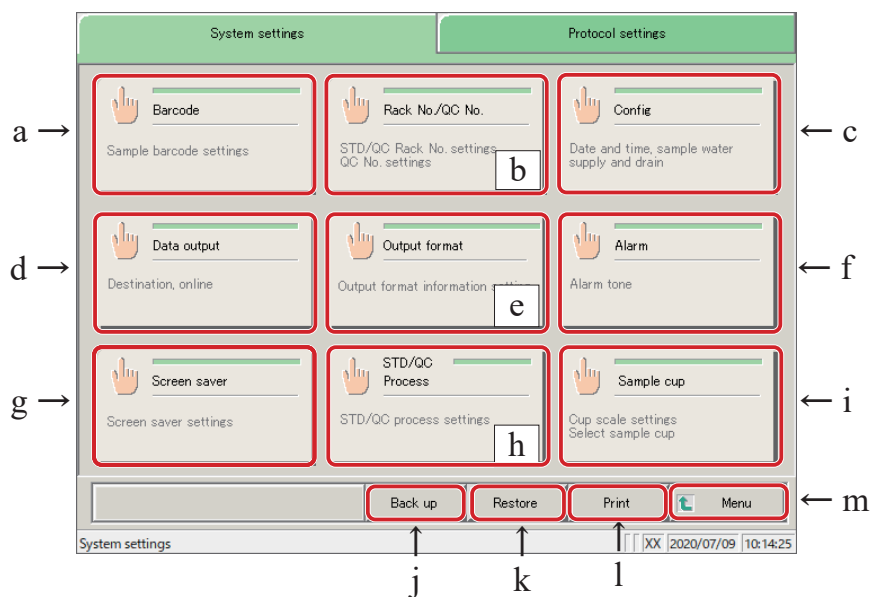 System settings
Protocol settings
a
Barcode
Sample barcode settings
Rack No./QC No.
STD/QC Rack No. settings
QC No. settings
b
Config
Date and time, sample water
supply and drain
c
d
Data output
Destination, online
Output format
Output format information
e
Alarm
Alarm tone
f
g
Screen saver
Screen saver settings
STD/QC
Process
STD/QC process settings
h
Sample cup
Cup scale settings
Select sample cup
i
Back up
Restore
Print
Menu
m
System settings
XX
2020/07/09
10:14:25
j
k
l